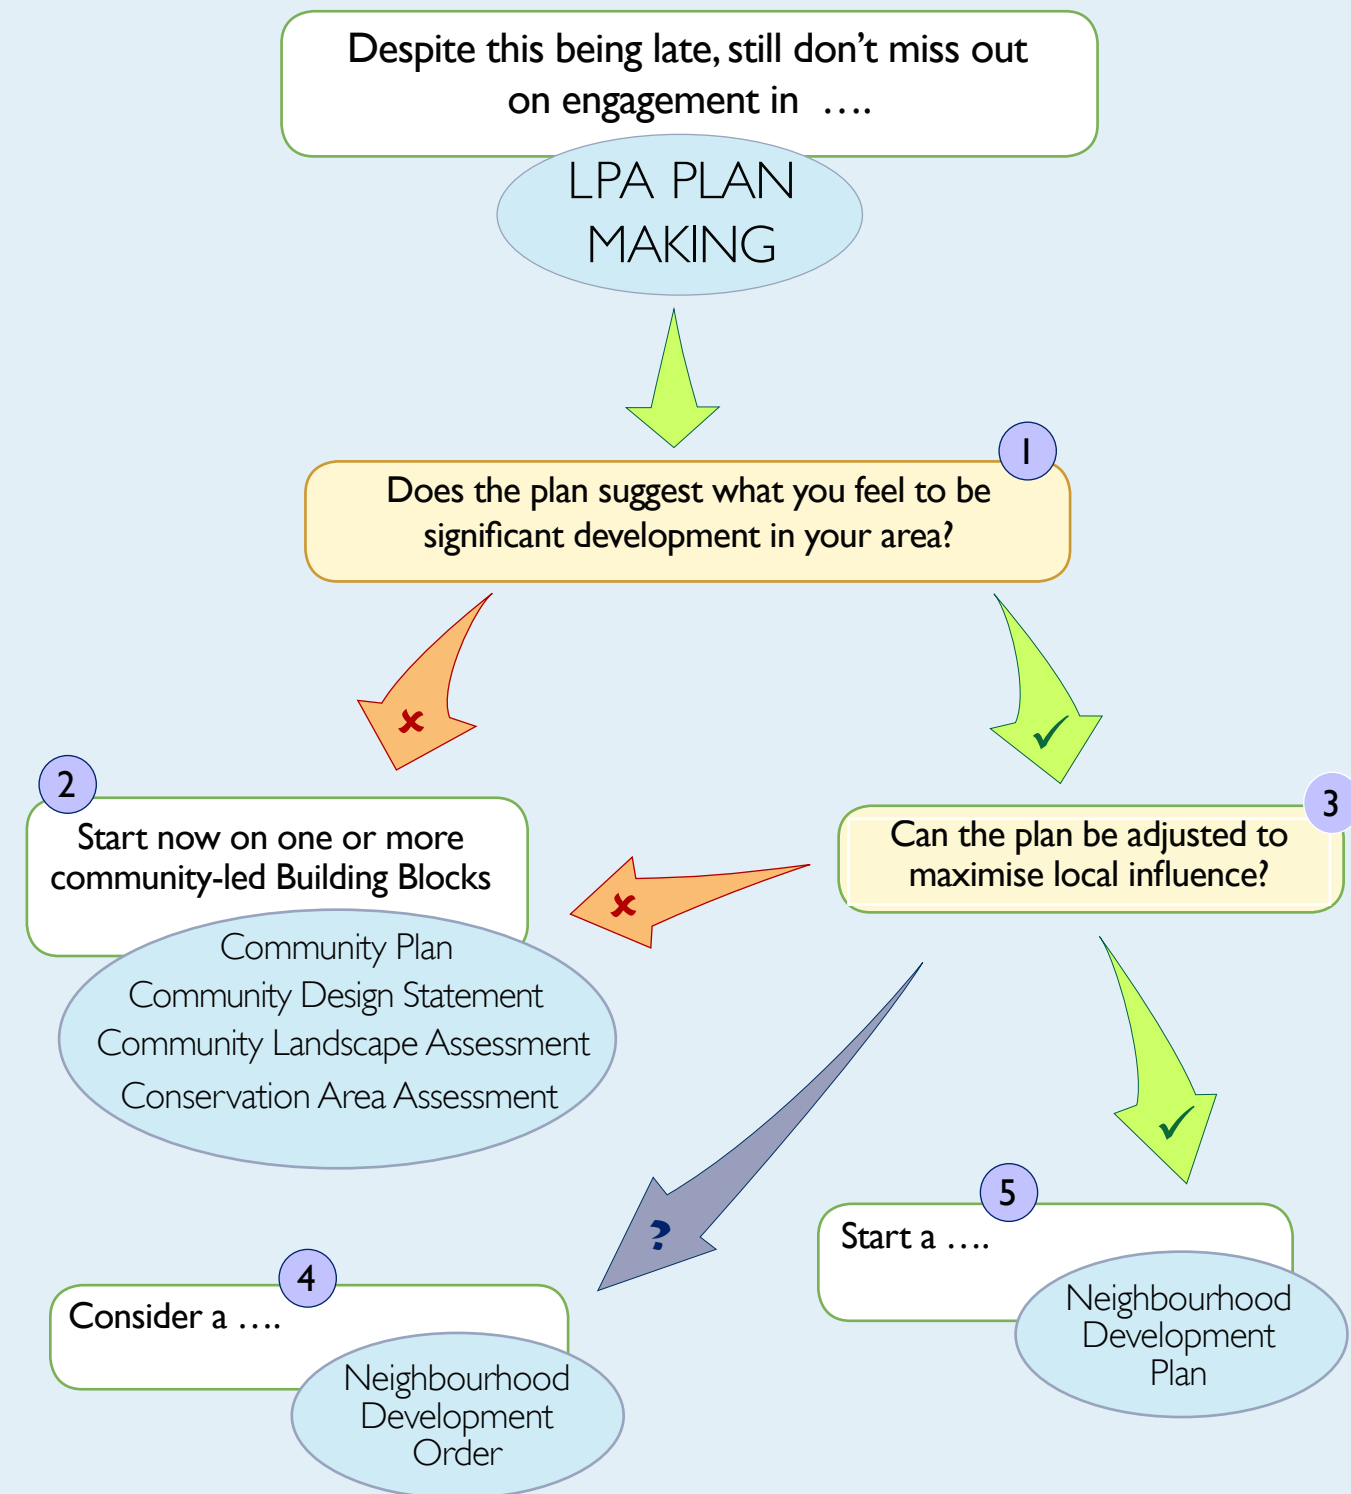 Despite this being late, still don't miss out
on engagement in ....
LPA PLAN
MAKING
1
Does the plan suggest what you feel to be
significant development in your area?
✘
✓
2
Start now on one or more
community-led Building Blocks
Community Plan
Community Design Statement
Community Landscape Assessment
Conservation Area Assessment
3
Can the plan be adjusted to
maximise local influence?
✘
?
✓
4
Consider a ....
Neighbourhood
Development
Order
5
Start a ....
Neighbourhood
Development
Plan